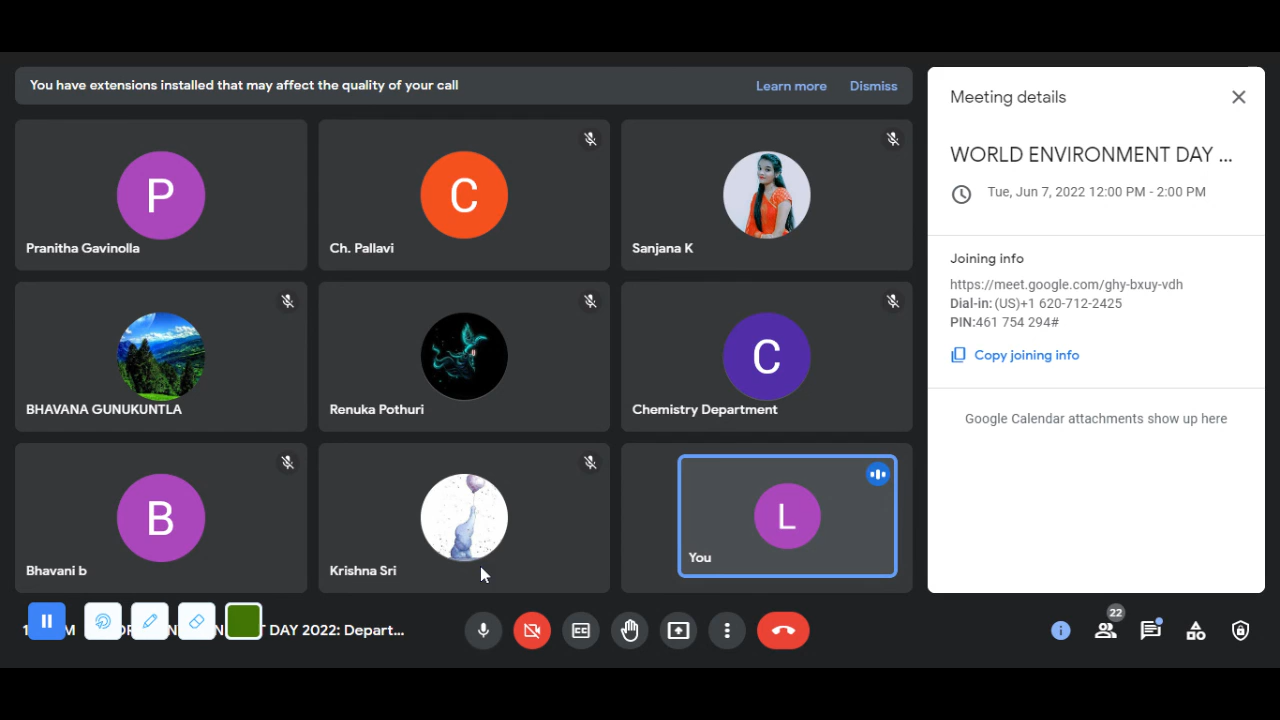 You have extensions installed that may affect the quality of your call
Learn more
Dismiss
P
Pranitha Gavinolla
C
Ch. Pallavi
Sanjana K
BHAVANA GUNUKUNTLA
Renuka Pothuri
C
Chemistry Department
B
Bhavani b
Krishna Sri
L
You
Meeting details
WORLD ENVIRONMENT DAY ...
Tue, Jun 7, 2022 12:00 PM - 2:00 PM
Joining info
https://meet.google.com/ghy-bxuy-vdh
Dial-in: (US)+1 620-712-2425
PIN:461 754 294#
Copy joining info
Google Calendar attachments show up here
DAY 2022: Depart...
CC
22